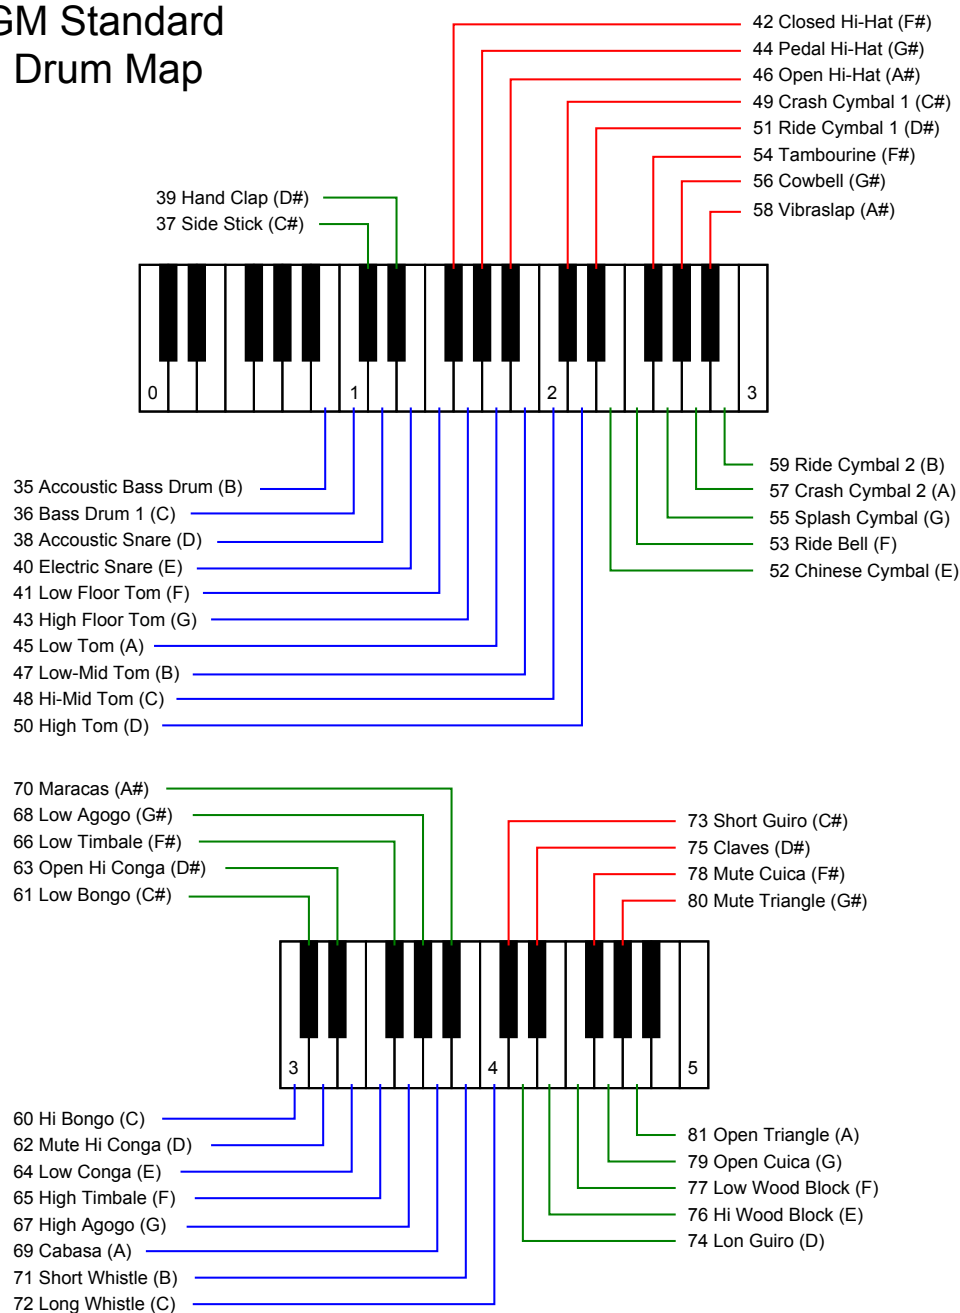 GM Standard
Drum Map
42 Closed Hi-Hat (F#)
44 Pedal Hi-Hat (G#)
46 Open Hi-Hat (A#)
49 Crash Cymbal 1 (C#)
51 Ride Cymbal 1 (D#)
54 Tambourine (F#)
56 Cowbell (G#)
58 Vibraslap (A#)
39 Hand Clap (D#)
37 Side Stick (C#)
0 1 2 3
35 Accoustic Bass Drum (B)
36 Bass Drum 1 (C)
38 Accoustic Snare (D)
40 Electric Snare (E)
41 Low Floor Tom (F)
43 High Floor Tom (G)
45 Low Tom (A)
47 Low-Mid Tom (B)
48 Hi-Mid Tom (C)
50 High Tom (D)
59 Ride Cymbal 2 (B)
57 Crash Cymbal 2 (A)
55 Splash Cymbal (G)
53 Ride Bell (F)
52 Chinese Cymbal (E)
70 Maracas (A#)
68 Low Agogo (G#)
66 Low Timbale (F#)
63 Open Hi Conga (D#)
61 Low Bongo (C#)
73 Short Guiro (C#)
75 Claves (D#)
78 Mute Cuica (F#)
80 Mute Triangle (G#)
3 4 5
60 Hi Bongo (C)
62 Mute Hi Conga (D)
64 Low Conga (E)
65 High Timbale (F)
67 High Agogo (G)
69 Cabasa (A)
71 Short Whistle (B)
72 Long Whistle (C)
81 Open Triangle (A)
79 Open Cuica (G)
77 Low Wood Block (F)
76 Hi Wood Block (E)
74 Lon Guiro (D)